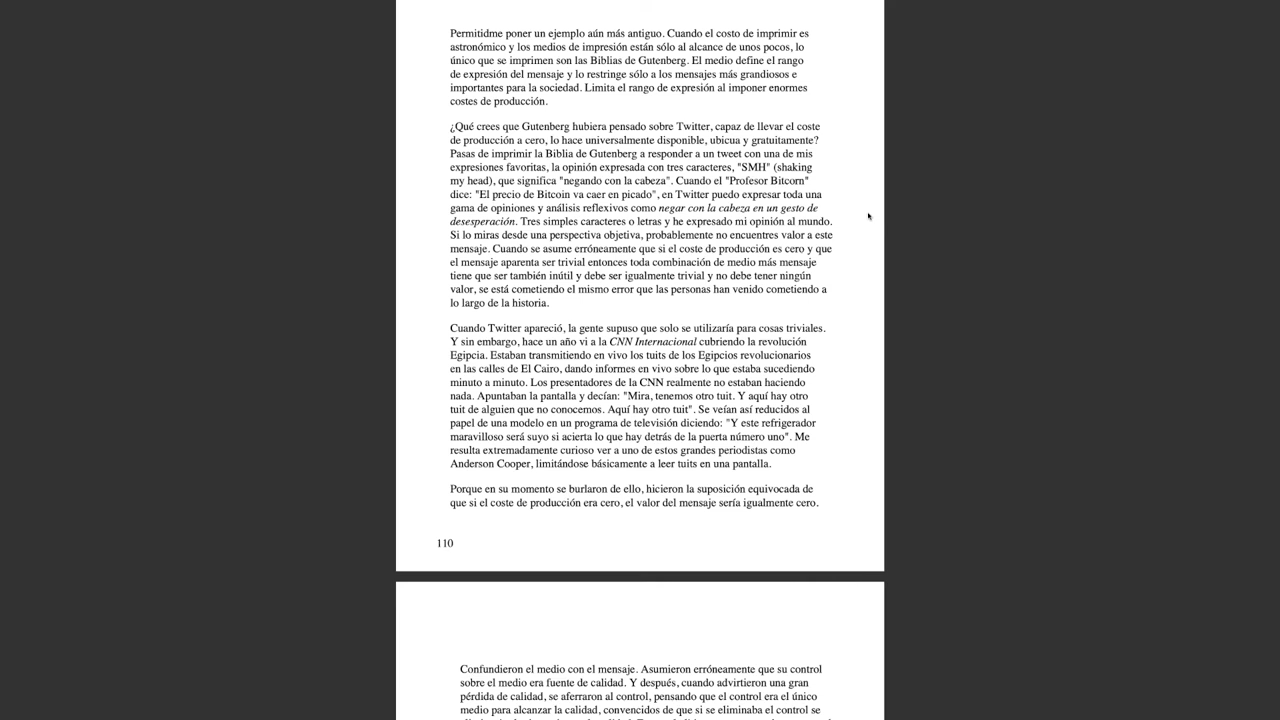 Permitidme poner un ejemplo aún más antiguo. Cuando el costo de imprimir es
astronómico y los medios de impresión están sólo al alcance de unos pocos, lo
único que se imprimen son las Biblias de Gutenberg. El medio define el rango
de expresión del mensaje y lo restringe sólo a los mensajes más grandiosos e
importantes para la sociedad. Limita el rango de expresión al imponer enormes
costes de producción.
¿Qué crees que Gutenberg hubiera pensado sobre Twitter, capaz de llevar el coste
de producción a cero, lo hace universalmente disponible, ubicua y gratuitamente?
Pasas de imprimir la Biblia de Gutenberg a responder a un tweet con una de mis
expresiones favoritas, la opinión expresada con tres caracteres, "SMH" (shaking
my head), que significa "negando con la cabeza". Cuando el "Profesor Bitcorn"
dice: "El precio de Bitcoin va caer en picado", en Twitter puedo expresar toda una
gama de opiniones y análisis reflexivos como negar con la cabeza en un gesto de
desesperación. Tres simples caracteres o letras y he expresado mi opinión al mundo.
Si lo miras desde una perspectiva objetiva, probablemente no encuentres valor a este
mensaje. Cuando se asume erróneamente que si el coste de producción es cero y que
el mensaje aparenta ser trivial entonces toda combinación de medio más mensaje
tiene que ser también inútil y debe ser igualmente trivial y no debe tener ningún
valor, se está cometiendo el mismo error que las personas han venido cometiendo a
lo largo de la historia.
Cuando Twitter apareció, la gente supuso que solo se utilizaría para cosas triviales.
Y sin embargo, hace un año vi a la CNN Internacional cubriendo la revolución
Egipcia. Estaban transmitiendo en vivo los tuits de los Egipcios revolucionarios
en las calles de El Cairo, dando informes en vivo sobre lo que estaba sucediendo
minuto a minuto. Los presentadores de la CNN realmente no estaban haciendo
nada. Apuntaban la pantalla y decían: "Mira, tenemos otro tuit. Y aquí hay otro
tuit de alguien que no conocemos. Aquí hay otro tuit". Se veían así reducidos al
papel de una modelo en un programa de televisión diciendo: "Y este refrigerador
maravilloso será suyo si acierta lo que hay detrás de la puerta número uno". Me
resulta extremadamente curioso ver a uno de estos grandes periodistas como
Anderson Cooper, limitándose básicamente a leer tuits en una pantalla.
Porque en su momento se burlaron de ello, hicieron la suposición equivocada de
que si el coste de producción era cero, el valor del mensaje sería igualmente cero.
110
Confundieron el medio con el mensaje. Asumieron erróneamente que su control
sobre el medio era fuente de calidad. Y después, cuando advirtieron una gran
pérdida de calidad, se aferraron al control, pensando que el control era el único
medio para alcanzar la calidad, convencidos de que si se eliminaba el control se